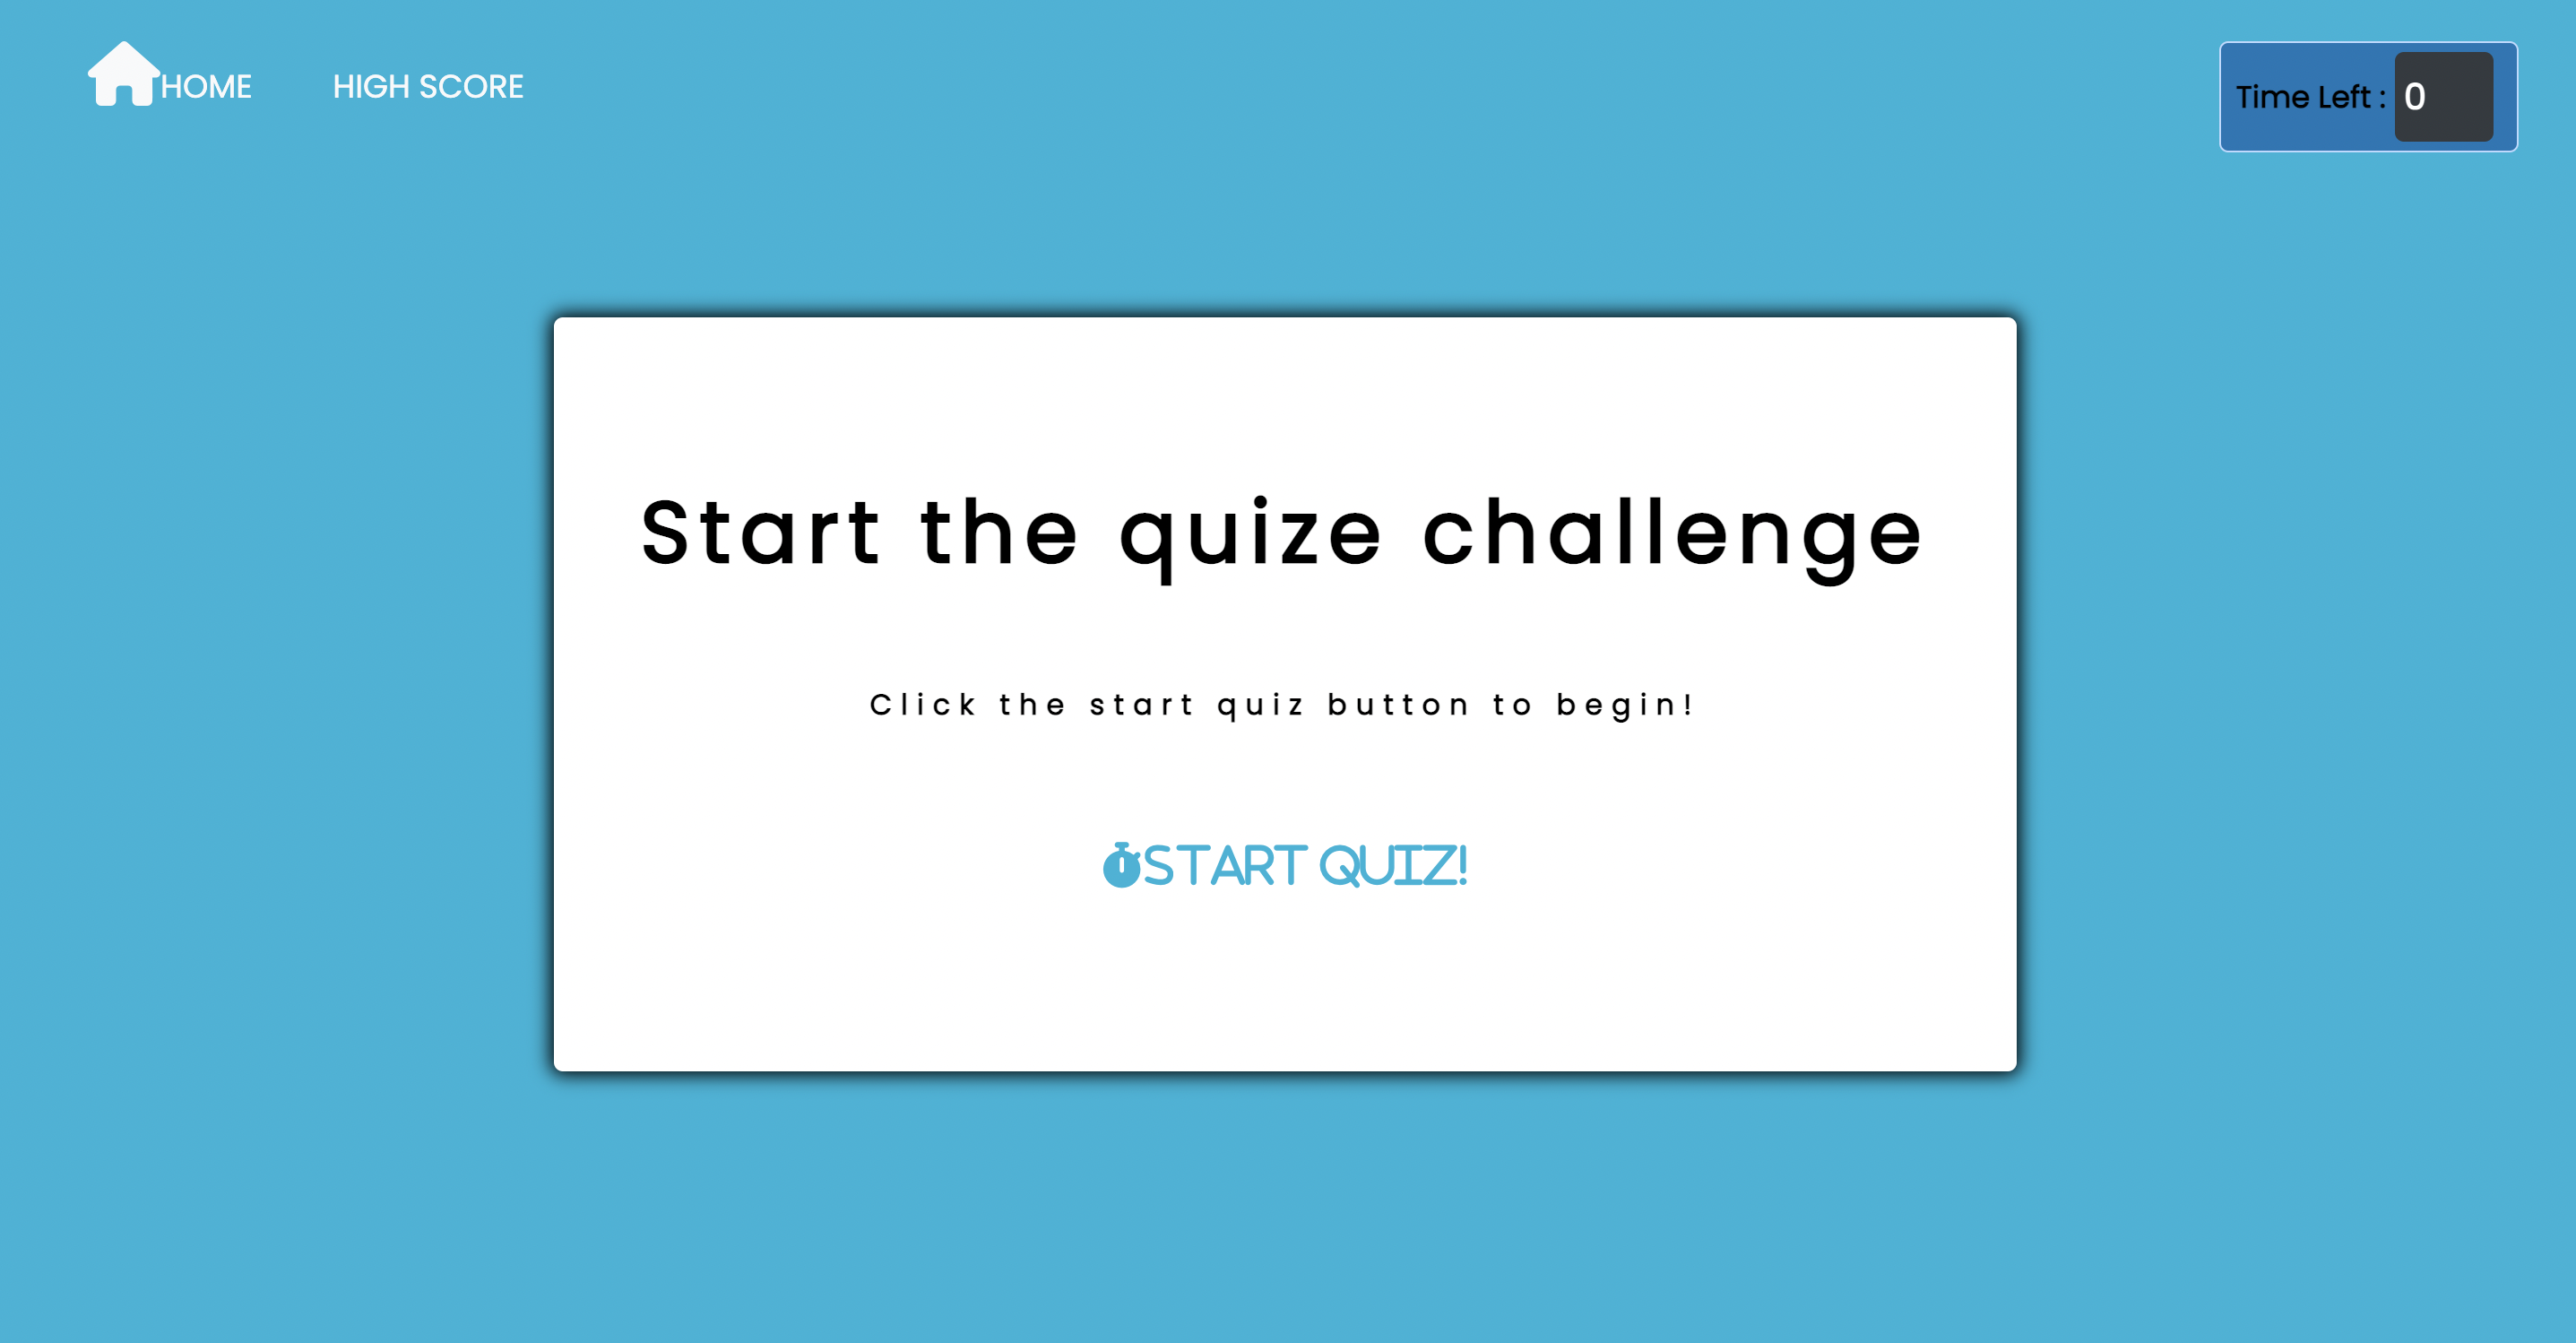 HOME HIGH SCORE
Time Left : 0
Start the quize challenge
Click the start quiz button to begin!
START QUIZ!